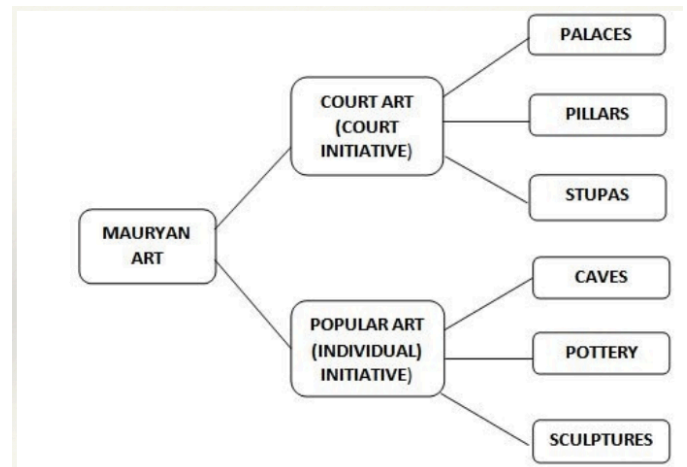 PALACES
COURT ART
(COURT
INITIATIVE)
PILLARS
STUPAS
MAURYAN
ART
CAVES
POPULAR ART
(INDIVIDUAL)
INITIATIVE)
POTTERY
SCULPTURES